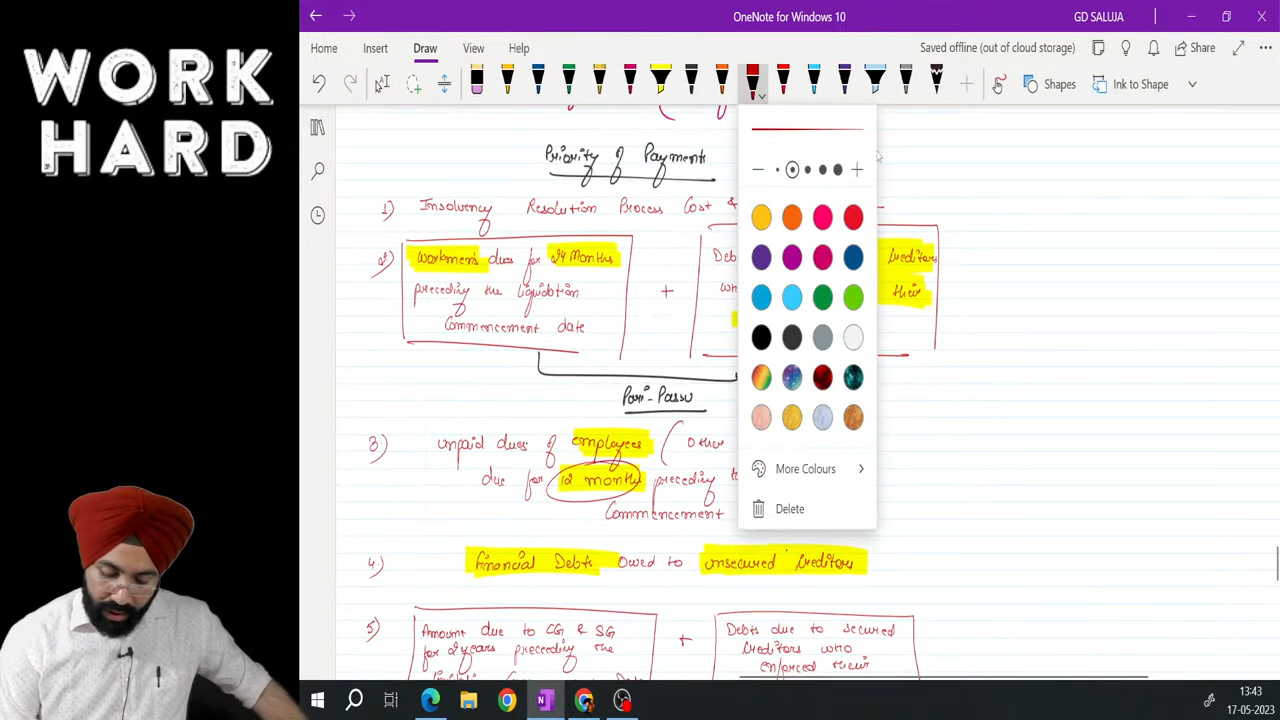 WORK
HARD
OneNote for Windows 10
GD SALUJA
Home Insert Draw View Help
Saved offline (out of cloud storage)
Share
Shapes
Ink to Shape
Priority of Payment
1) Insolvency Resolution Process Cost &
2) Workmen's dues for 24 Months
preceding the liquidation
Commencement date
+
Creditors
their
Pari-Passu
3) unpaid dues of employees (Other
due for 12 months preceding
Commencement
4) Financial Debts owed to unsecured Creditors
5) Amount due to CG & SG
for 2 years preceeding the
+
Debts due to secured
Creditors who
enforced their
More Colours
Delete
13:43
17-05-2023